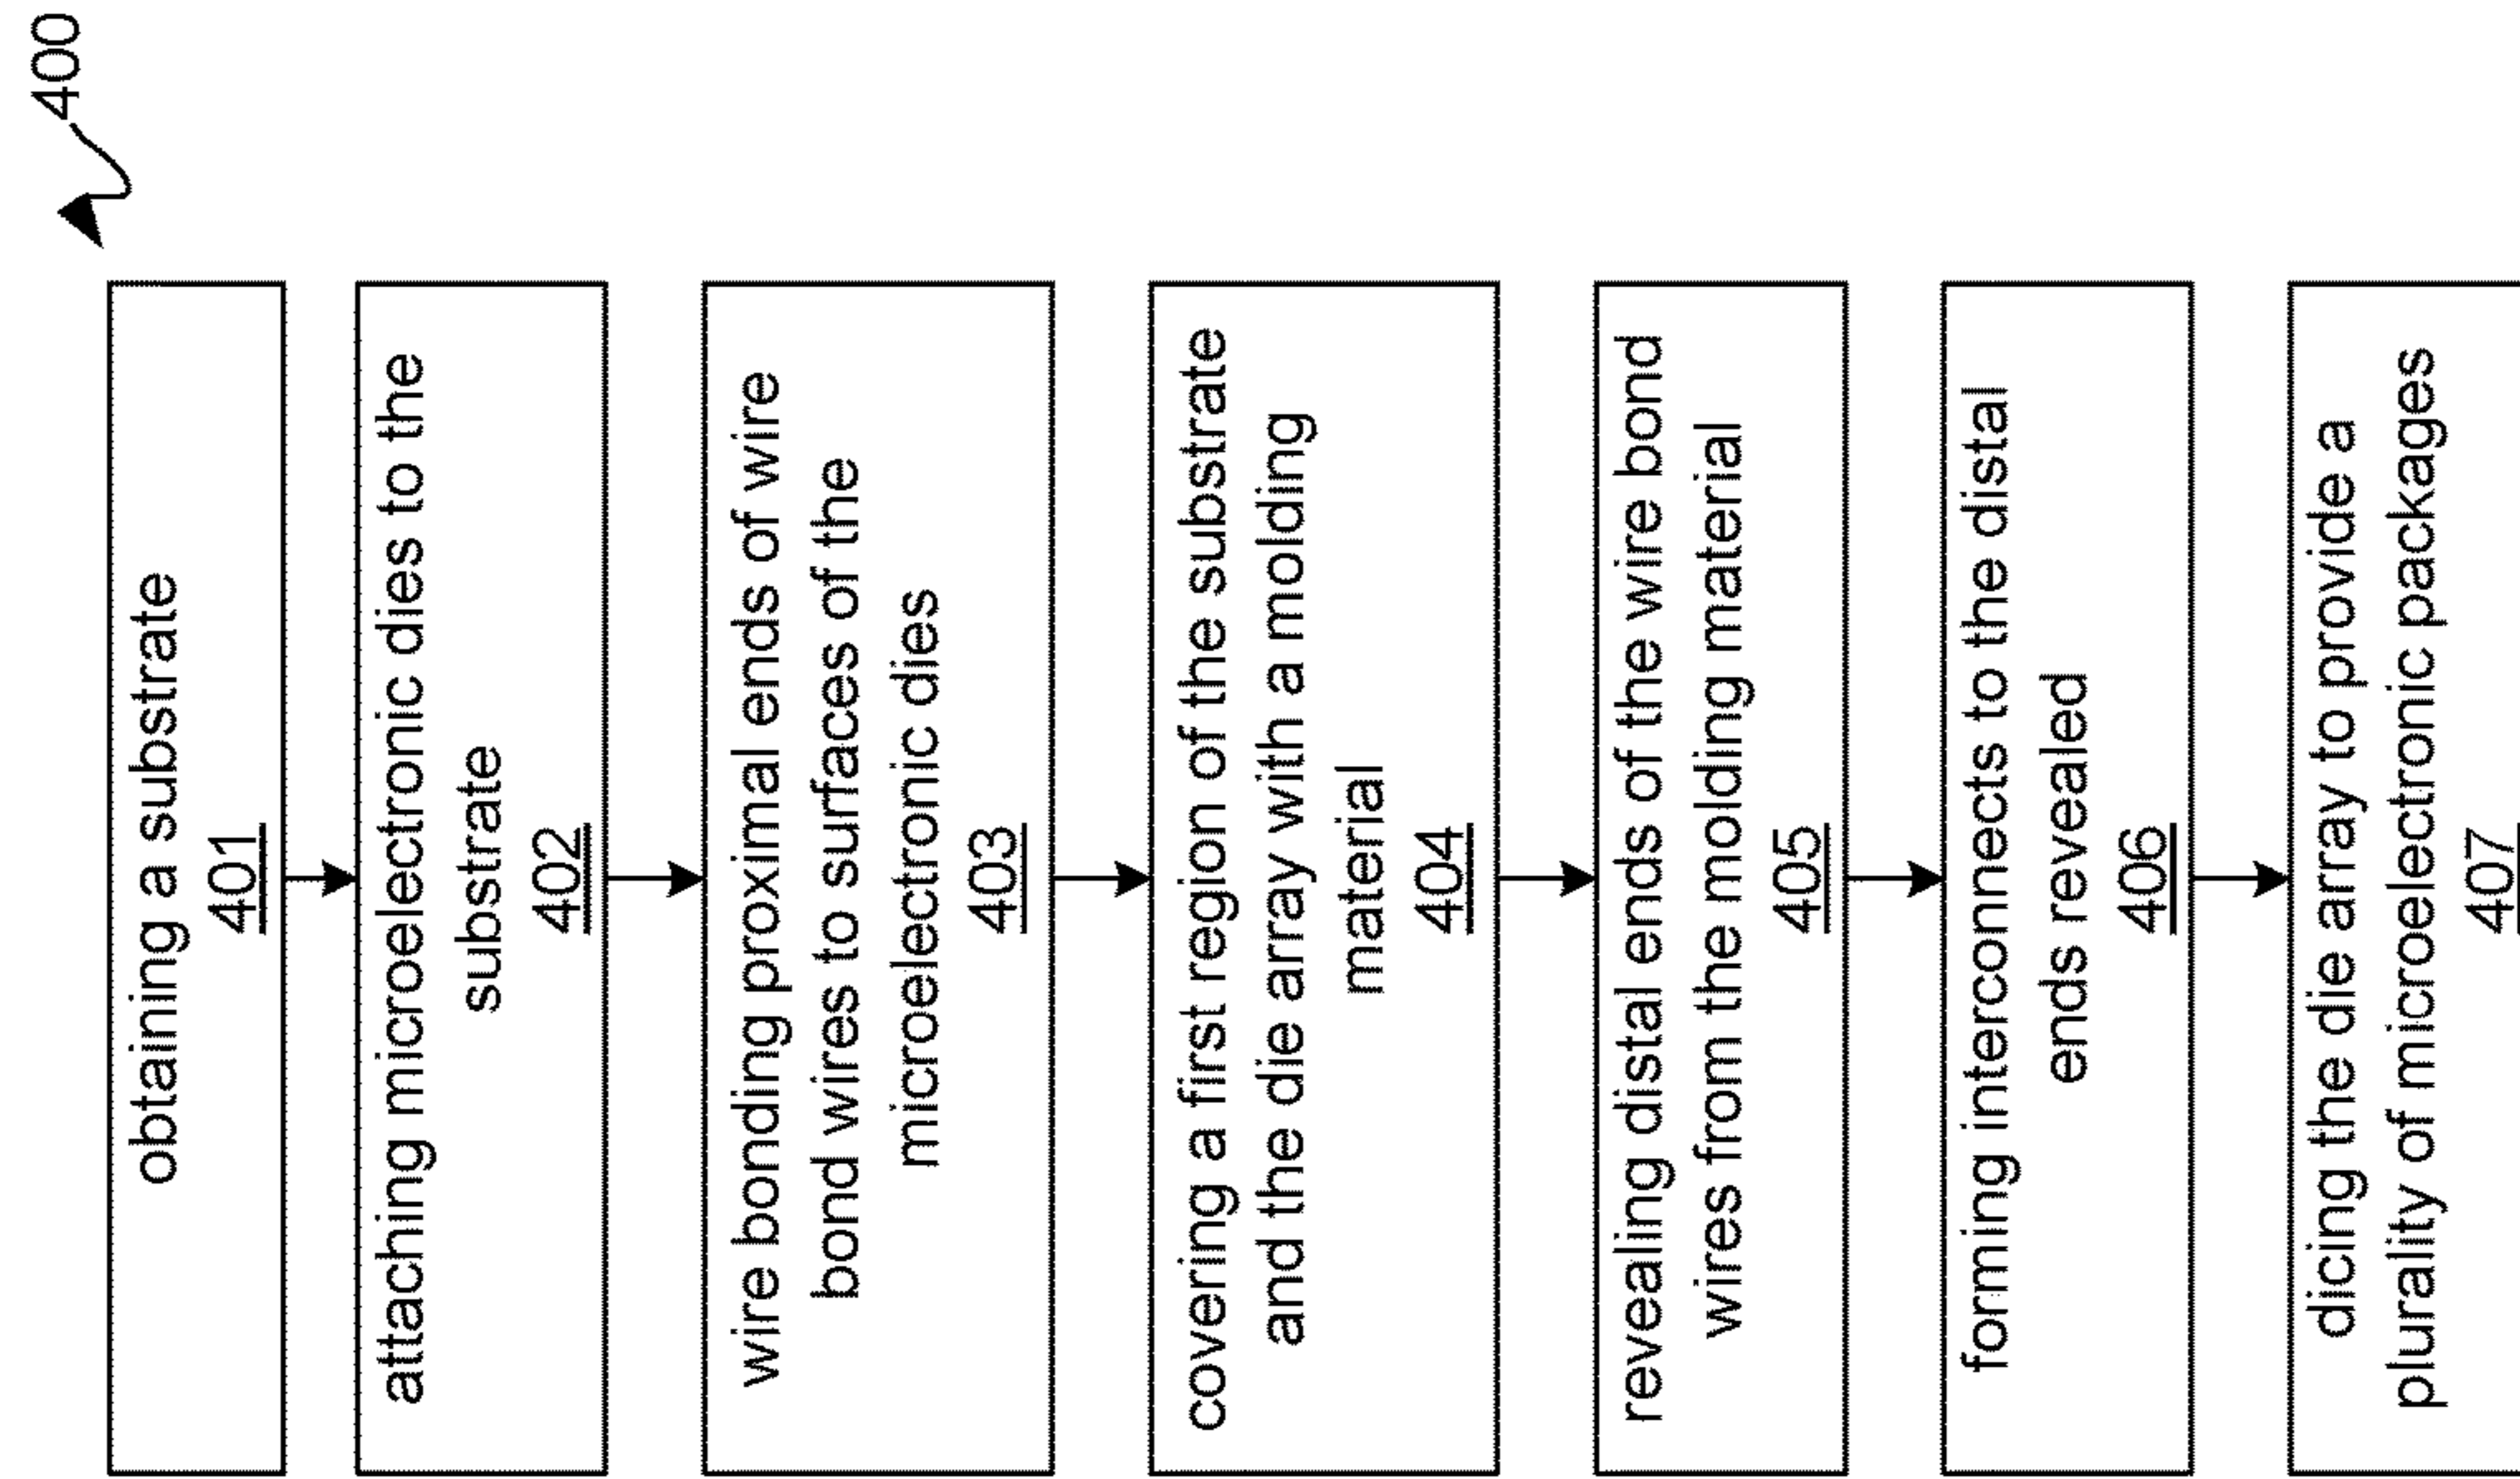 400
obtaining a substrate
401
attaching microelectronic dies to the
substrate
402
wire bonding proximal ends of wire
bond wires to surfaces of the
microelectronic dies
403
covering a first region of the substrate
and the die array with a molding
material
404
revealing distal ends of the wire bond
wires from the molding material
405
forming interconnects to the distal
ends revealed
406
dicing the die array to provide a
plurality of microelectronic packages
407